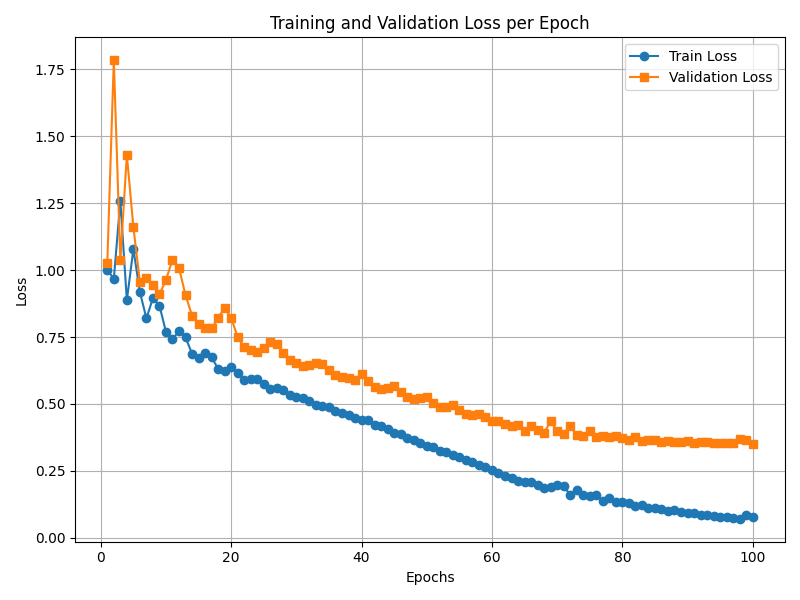 Training and Validation Loss per Epoch
Train Loss
Validation Loss
1.75
1.50
1.25
1.00
0.75
0.50
0.25
0.00
Loss
0 20 40 60 80 100
Epochs